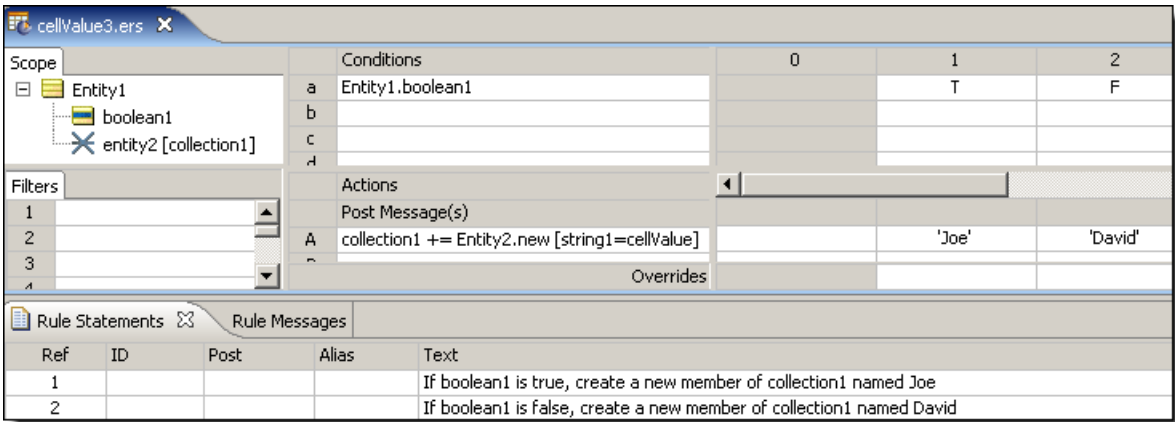 cellValue3.ers
Scope
Entity1
boolean1
entity2 [collection1]
Conditions 0 1 2
a Entity1.boolean1 T F
b
c
d
Filters
1
2
3
4
Actions
Post Message(s)
A collection1 += Entity2.new [string1=cellValue] 'Joe' 'David'
Overrides
Rule Statements Rule Messages
Ref ID Post Alias Text
1 If boolean1 is true, create a new member of collection1 named Joe
2 If boolean1 is false, create a new member of collection1 named David